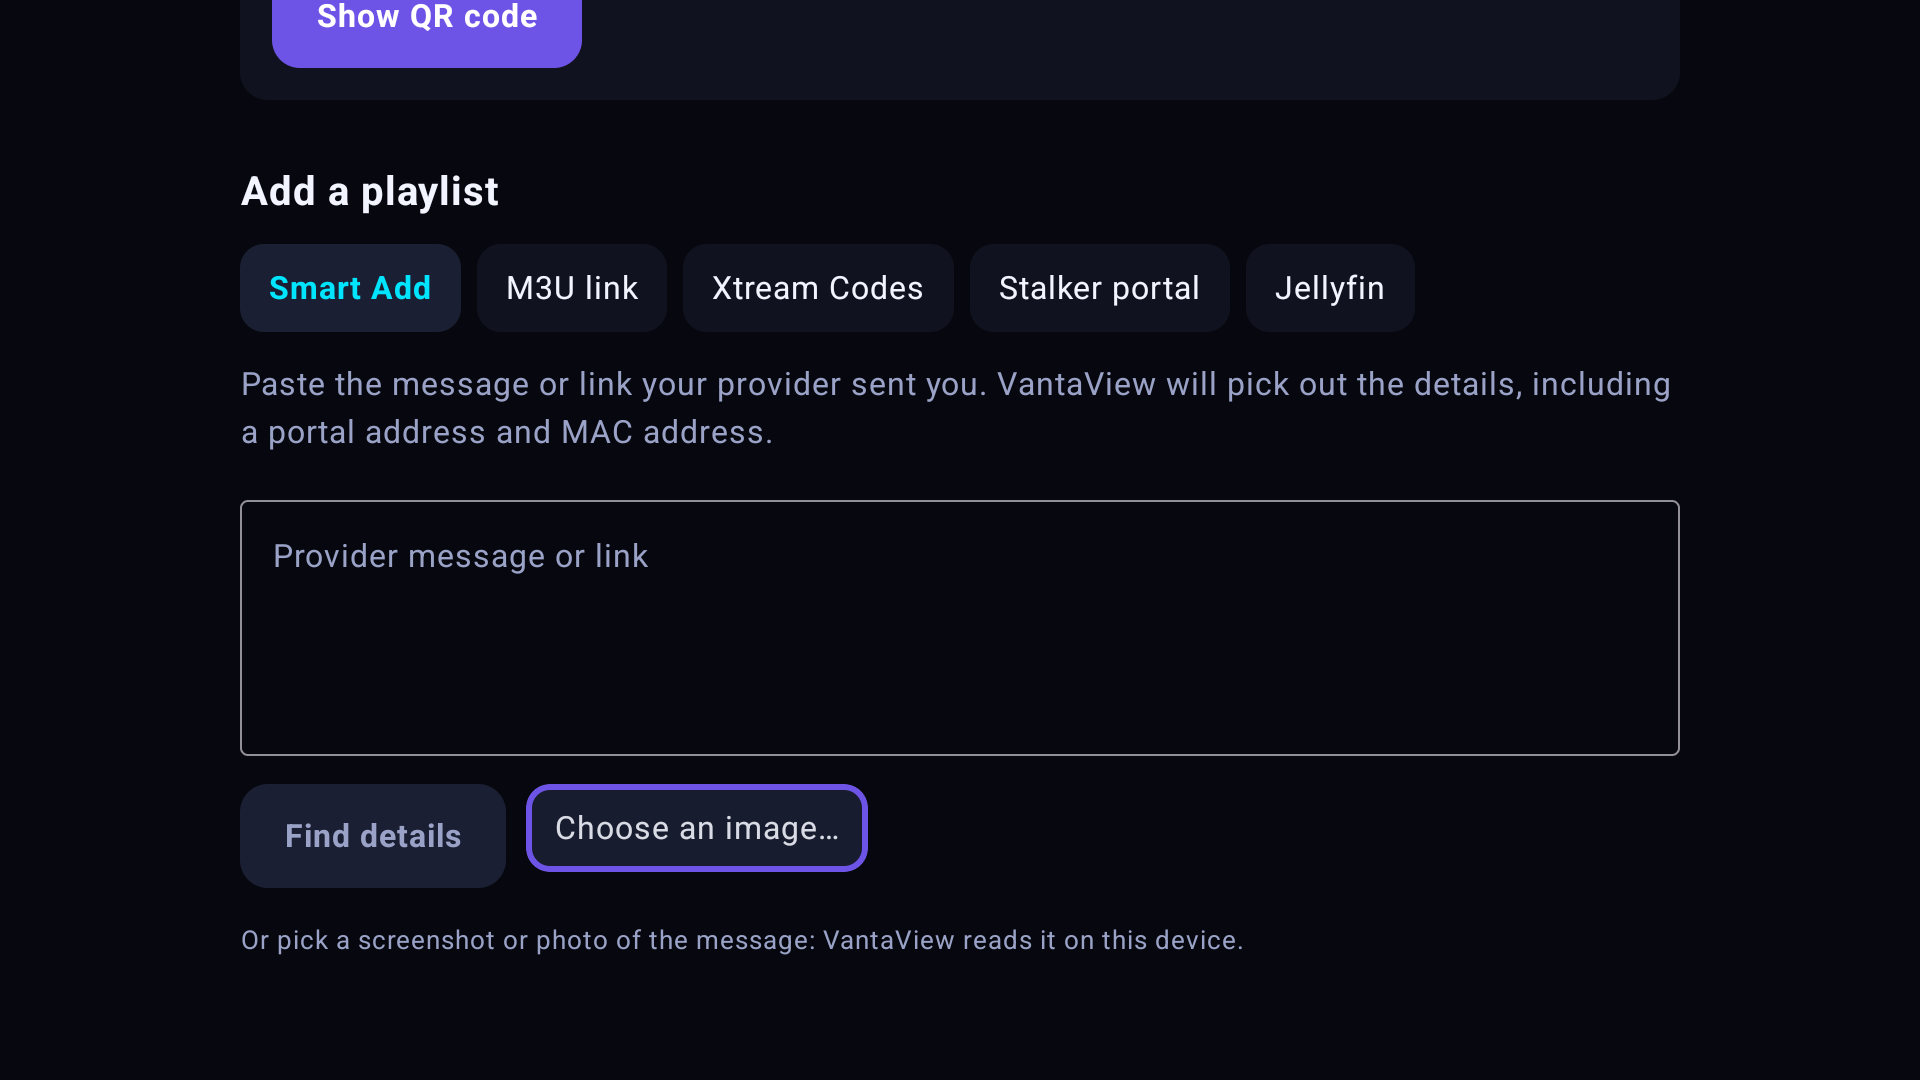 Show QR code
Add a playlist
Smart Add
M3U link
Xtream Codes
Stalker portal
Jellyfin
Paste the message or link your provider sent you. VantaView will pick out the details, including
a portal address and MAC address.
Provider message or link
Find details
Choose an image…
Or pick a screenshot or photo of the message: VantaView reads it on this device.